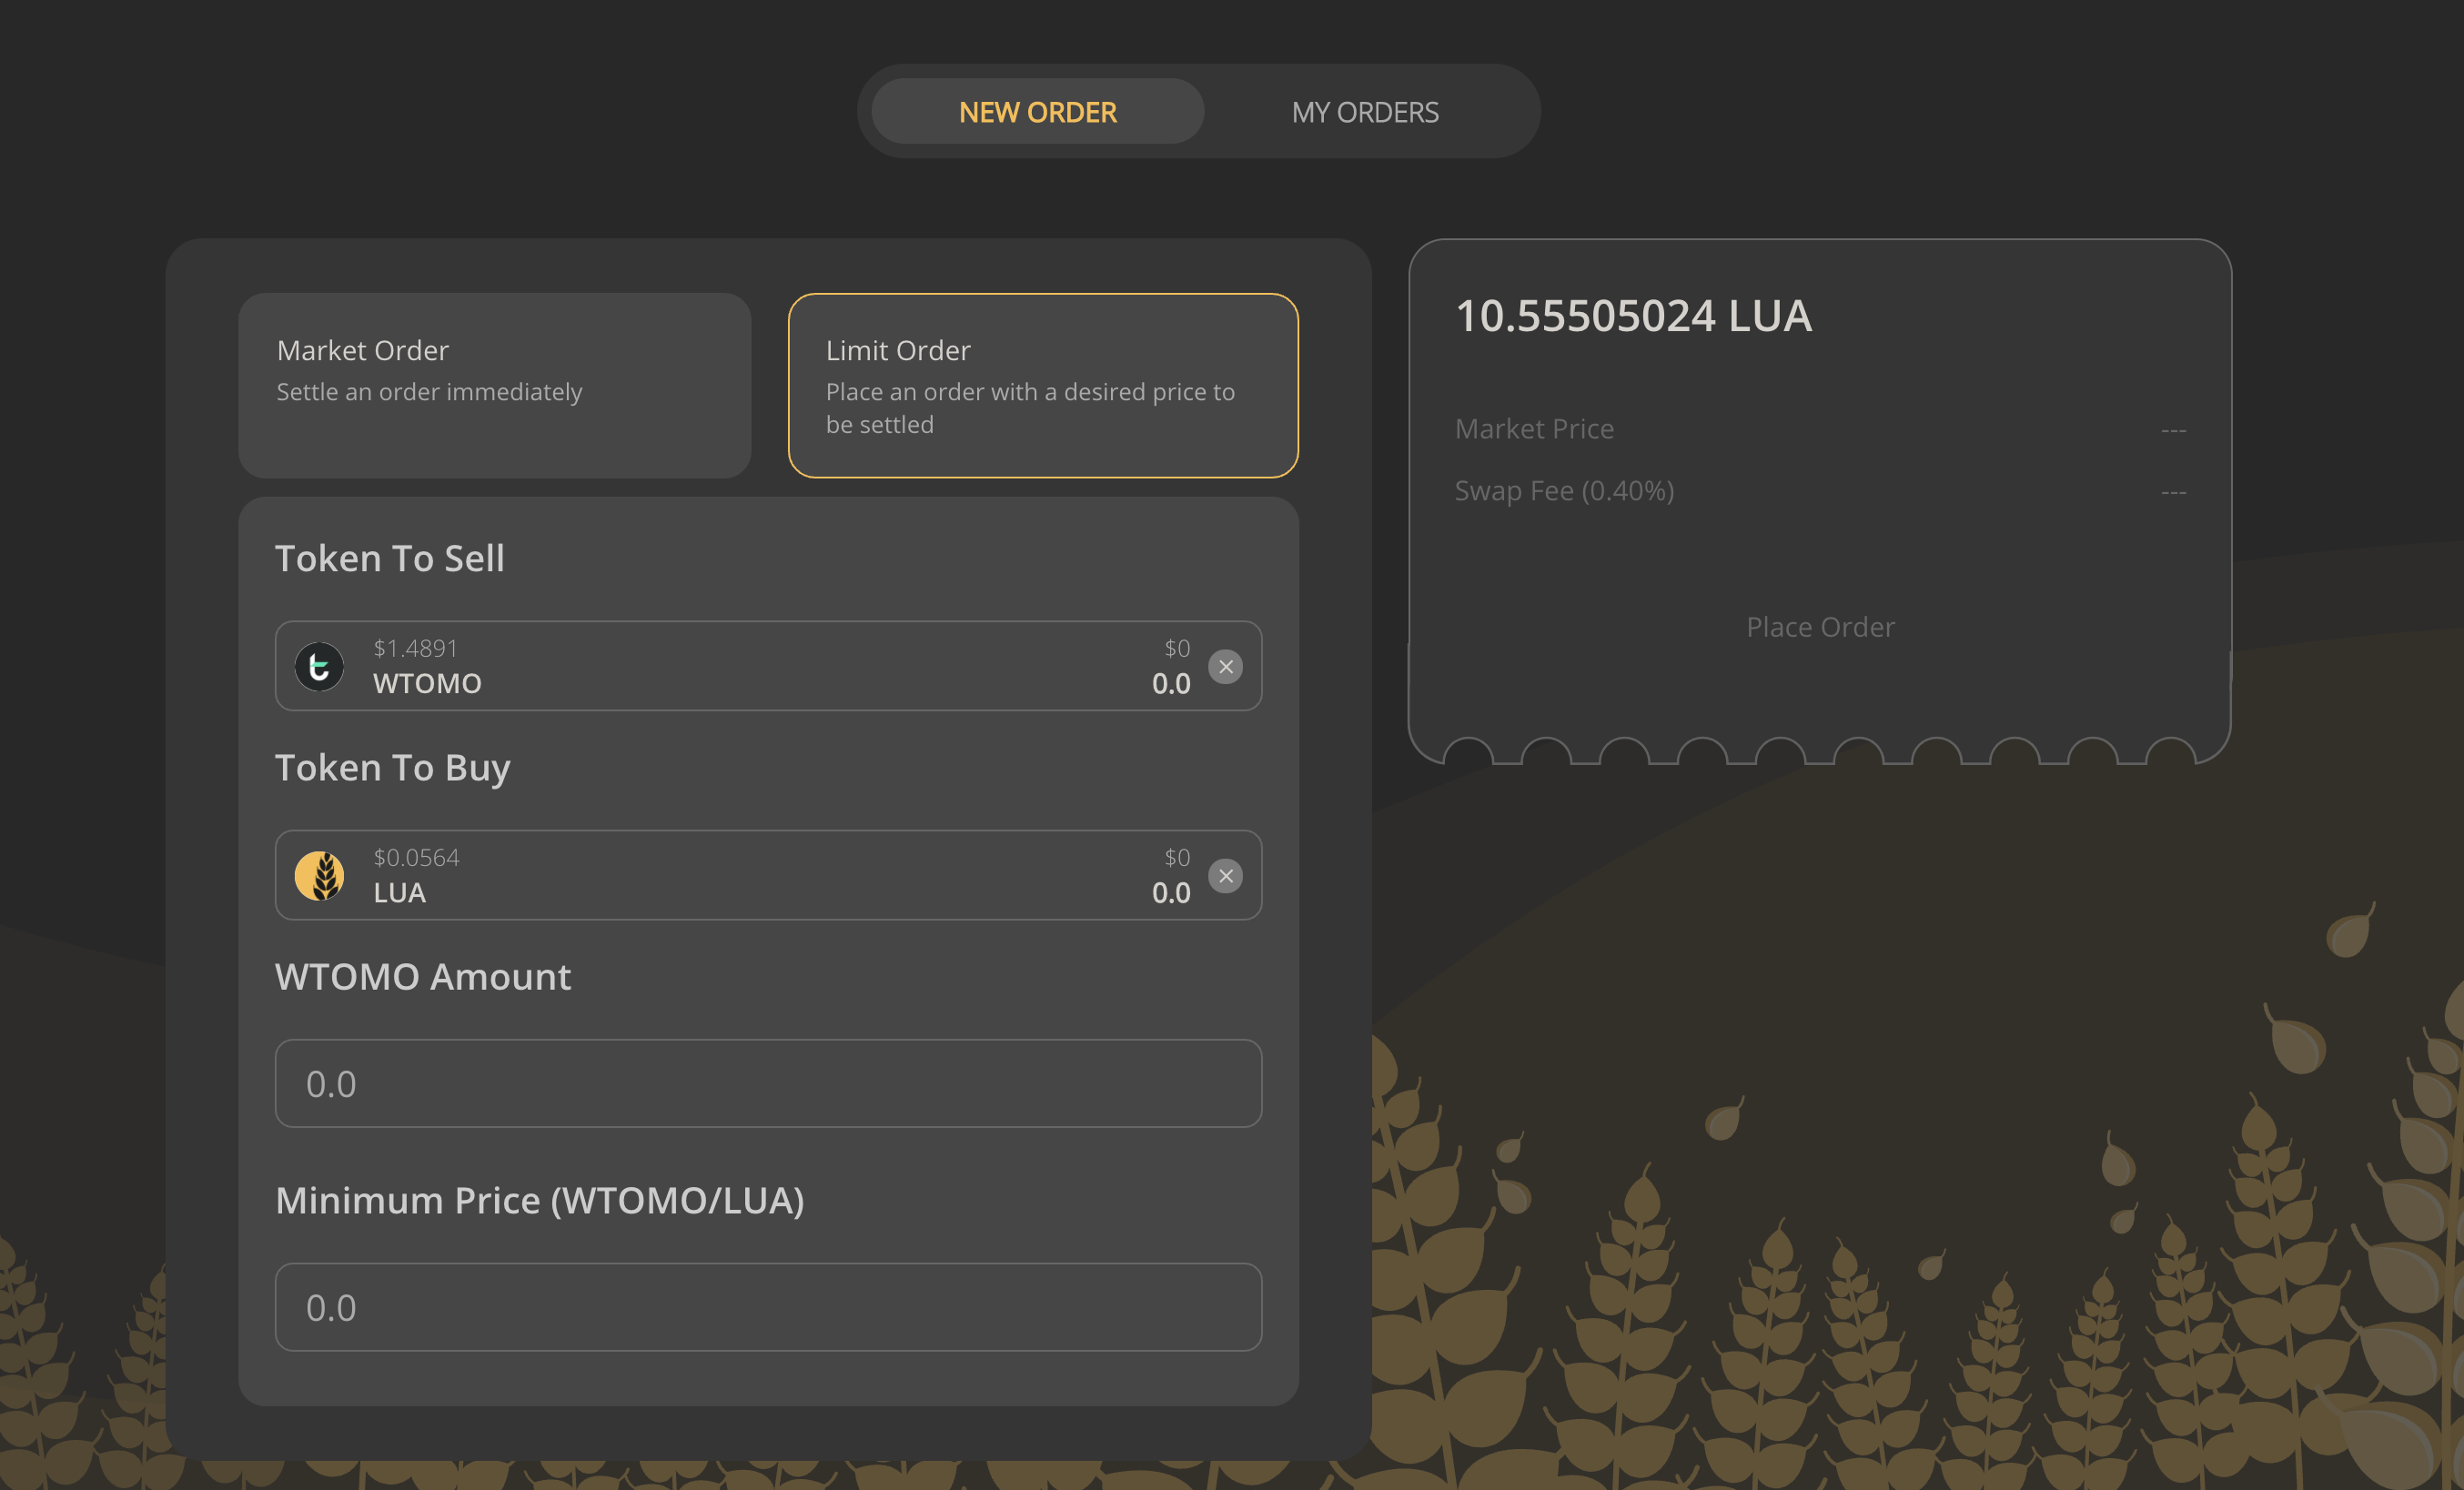 NEW ORDER
MY ORDERS
Market Order
Settle an order immediately
Limit Order
Place an order with a desired price to
be settled
Token To Sell
$1.4891
WTOMO
$0
0.0
Token To Buy
$0.0564
LUA
$0
0.0
WTOMO Amount
0.0
Minimum Price (WTOMO/LUA)
0.0
10.55505024 LUA
Market Price
---
Swap Fee (0.40%)
---
Place Order